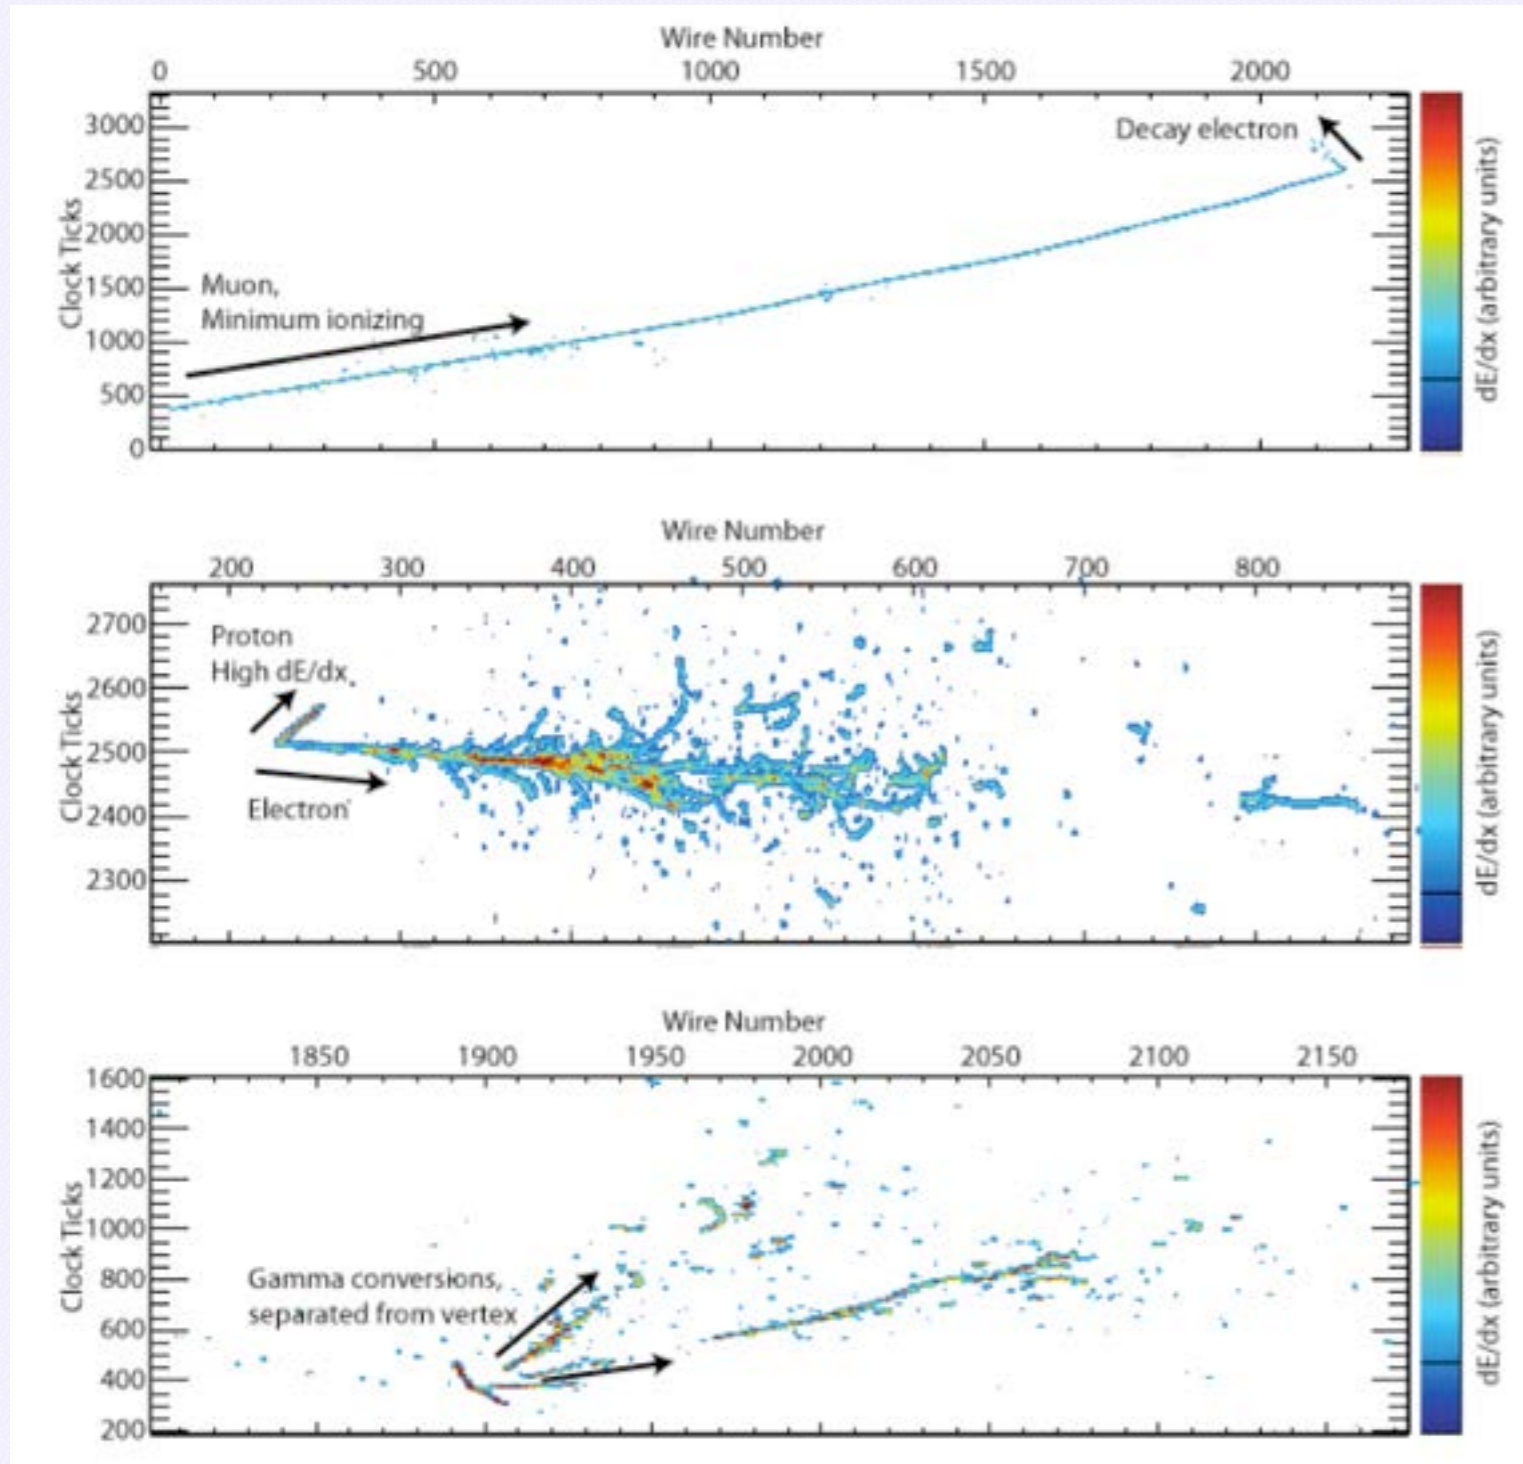 Wire Number
0 500 1000 1500 2000
3000
2500
2000
1500
1000
500
0
Clock Ticks
Decay electron
Muon,
Minimum ionizing
dE/dx (arbitrary units)
Wire Number
200 300 400 500 600 700 800
2700
2600
2500
2400
2300
Clock Ticks
Proton
High dE/dx
Electron
dE/dx (arbitrary units)
Wire Number
1850 1900 1950 2000 2050 2100 2150
1600
1400
1200
1000
800
600
400
200
Clock Ticks
Gamma conversions,
separated from vertex
dE/dx (arbitrary units)